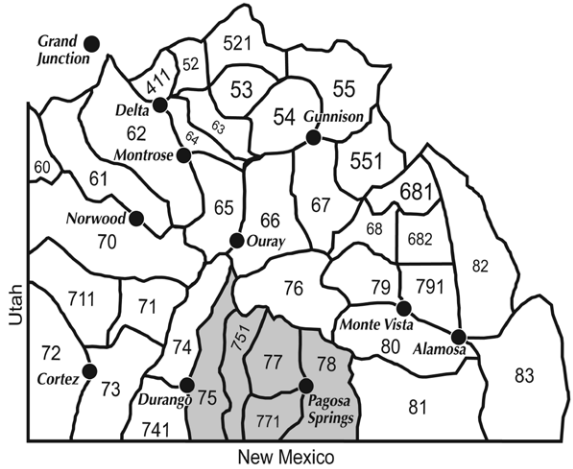 Grand
Junction
521
52
411
53
55
Delta
54
Gunnison
62
63
64
Montrose
551
60
61
681
65
66
67
Norwood
68
682
70
Ouray
82
711
71
76
79
791
Utah
Monte Vista
751
72
74
77
78
80
Alamosa
Cortez
73
75
83
Durango
Pagosa
Springs
81
741
771
New Mexico